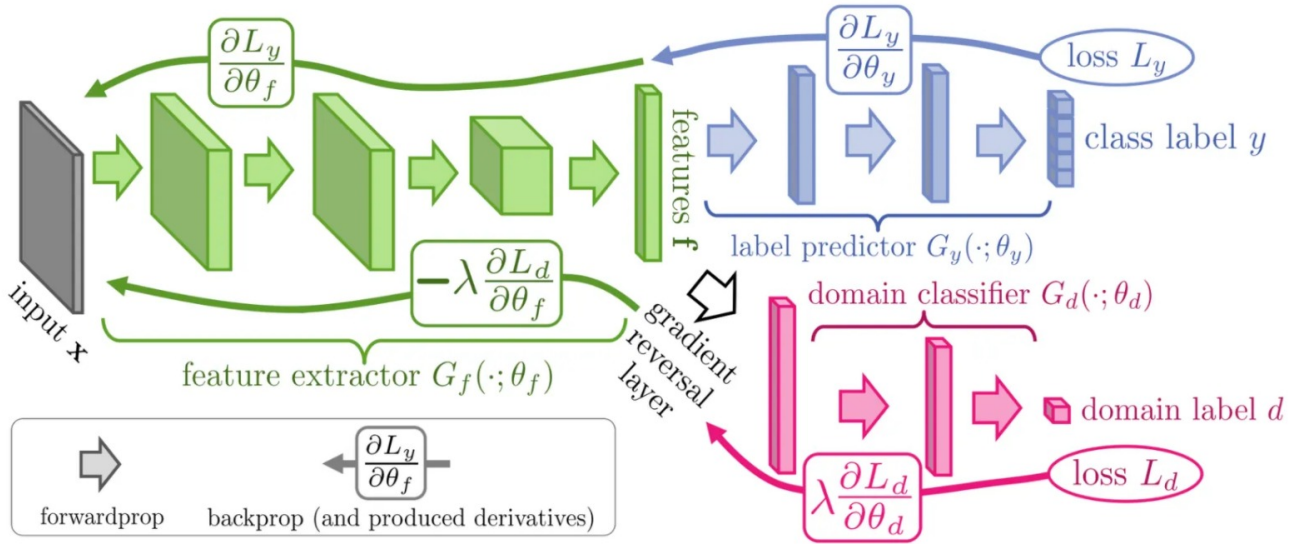 ∂L_y/∂θ_f
∂L_y/∂θ_y
loss L_y
features f
class label y
label predictor G_y(·;θ_y)
−λ ∂L_d/∂θ_f
input x
feature extractor G_f(·;θ_f)
gradient
reversal
layer
domain classifier G_d(·;θ_d)
domain label d
λ ∂L_d/∂θ_d
loss L_d
forwardprop
∂L_y/∂θ_f
backprop (and produced derivatives)